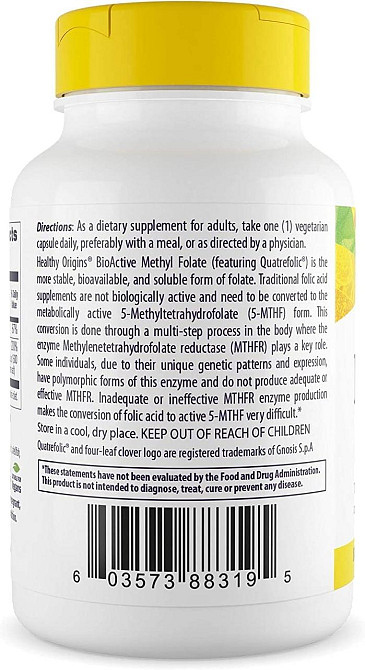 Directions: As a dietary supplement for adults, take one (1) vegetarian
capsule daily, preferably with a meal, or as directed by a physician.
Healthy Origins® BioActive Methyl Folate (featuring Quatrefolic®) is the
more stable, bioavailable, and soluble form of folate. Traditional folic acid
supplements are not biologically active and need to be converted to the
metabolically active 5-Methyltetrahydrofolate (5-MTHF) form. This
conversion is done through a multi-step process in the body where the
enzyme Methylenetetrahydrofolate reductase (MTHFR) plays a key role.
Some individuals, due to their unique genetic patterns and expression,
have polymorphic forms of this enzyme and do not produce adequate or
effective MTHFR. Inadequate or ineffective MTHFR enzyme production
makes the conversion of folic acid to active 5-MTHF very difficult.*
Store in a cool, dry place. KEEP OUT OF REACH OF CHILDREN
Quatrefolic® and four-leaf clover logo are registered trademarks of Gnosis S.p.A
*These statements have not been evaluated by the Food and Drug Administration.
This product is not intended to diagnose, treat, cure or prevent any disease.
6 03573 88319 5